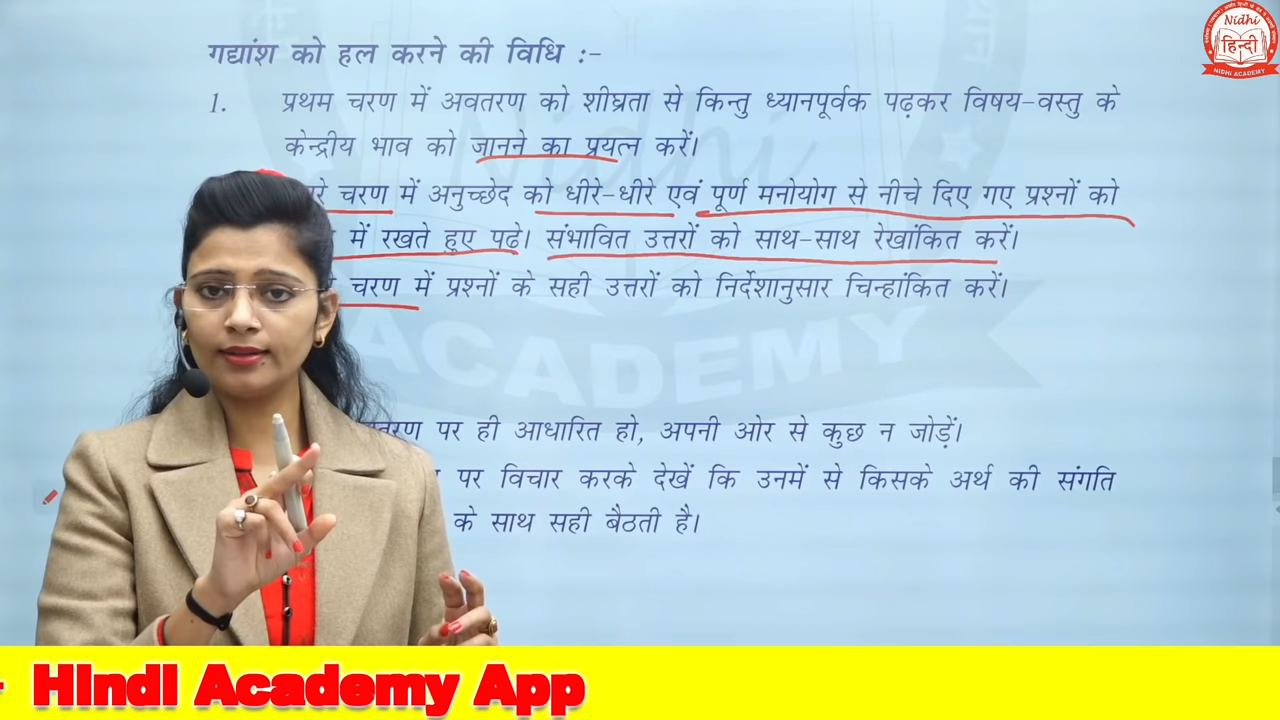 गद्यांश को हल करने की विधि :-
1. प्रथम चरण में अवतरण को शीघ्रता से किन्तु ध्यानपूर्वक पढ़कर विषय-वस्तु के
केन्द्रीय भाव को जानने का प्रयत्न करें।
चरण में अनुच्छेद को धीरे-धीरे एवं पूर्ण मनोयोग से नीचे दिए गए प्रश्नों को
में रखते हुए पढे। संभावित उत्तरों को साथ-साथ रेखांकित करें।
चरण में प्रश्नों के सही उत्तरों को निर्देशानुसार चिन्हांकित करें।
पर ही आधारित हो, अपनी ओर से कुछ न जोड़ें।
पर विचार करके देखें कि उनमें से किसके अर्थ की संगति
के साथ सही बैठती है।
Nidhi
हिन्दी
NIDHI ACADEMY
Nidhi
ACADEMY
HIndI Academy App